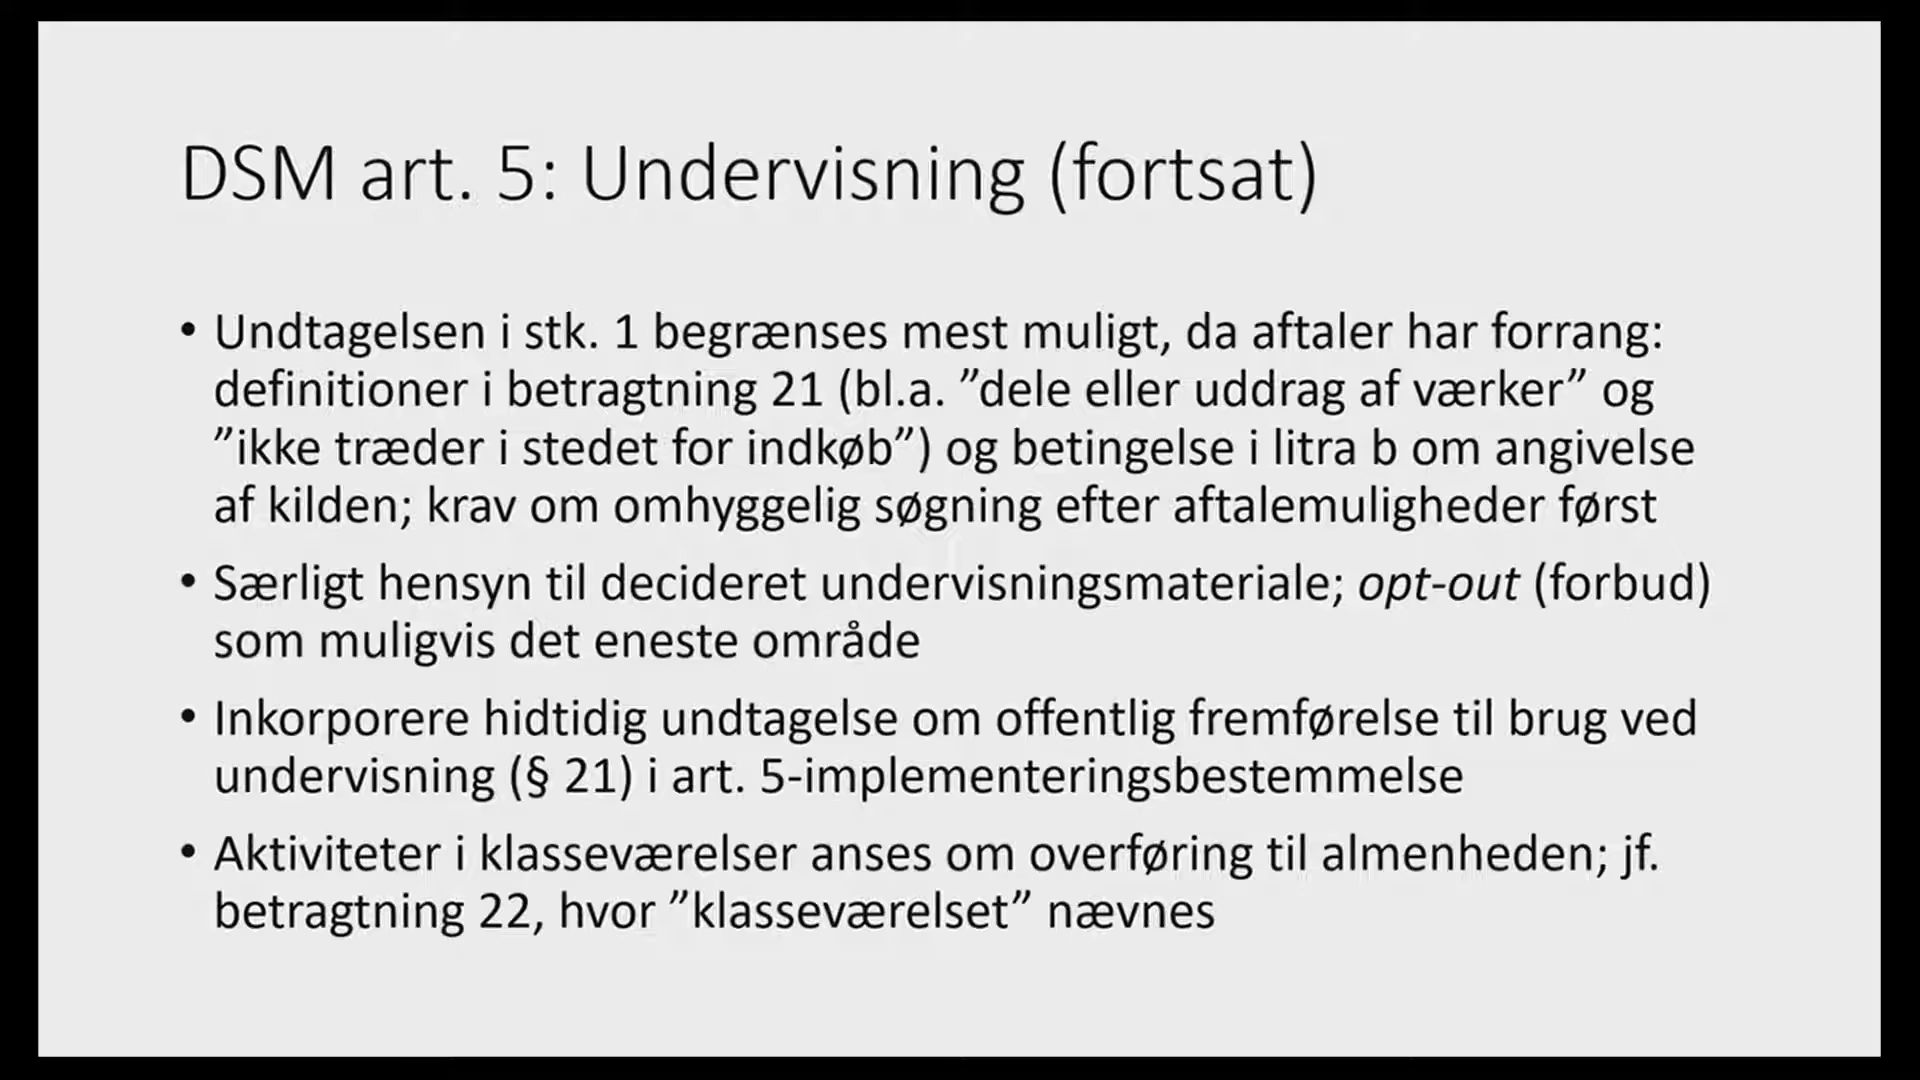 DSM art. 5: Undervisning (fortsat)
• Undtagelsen i stk. 1 begrænses mest muligt, da aftaler har forrang:
definitioner i betragtning 21 (bl.a. ”dele eller uddrag af værker” og
”ikke træder i stedet for indkøb”) og betingelse i litra b om angivelse
af kilden; krav om omhyggelig søgning efter aftalemuligheder først
• Særligt hensyn til decideret undervisningsmateriale; opt-out (forbud)
som muligvis det eneste område
• Inkorporere hidtidig undtagelse om offentlig fremførelse til brug ved
undervisning (§ 21) i art. 5-implementeringsbestemmelse
• Aktiviteter i klasseværelser anses om overføring til almenheden; jf.
betragtning 22, hvor ”klasseværelset” nævnes